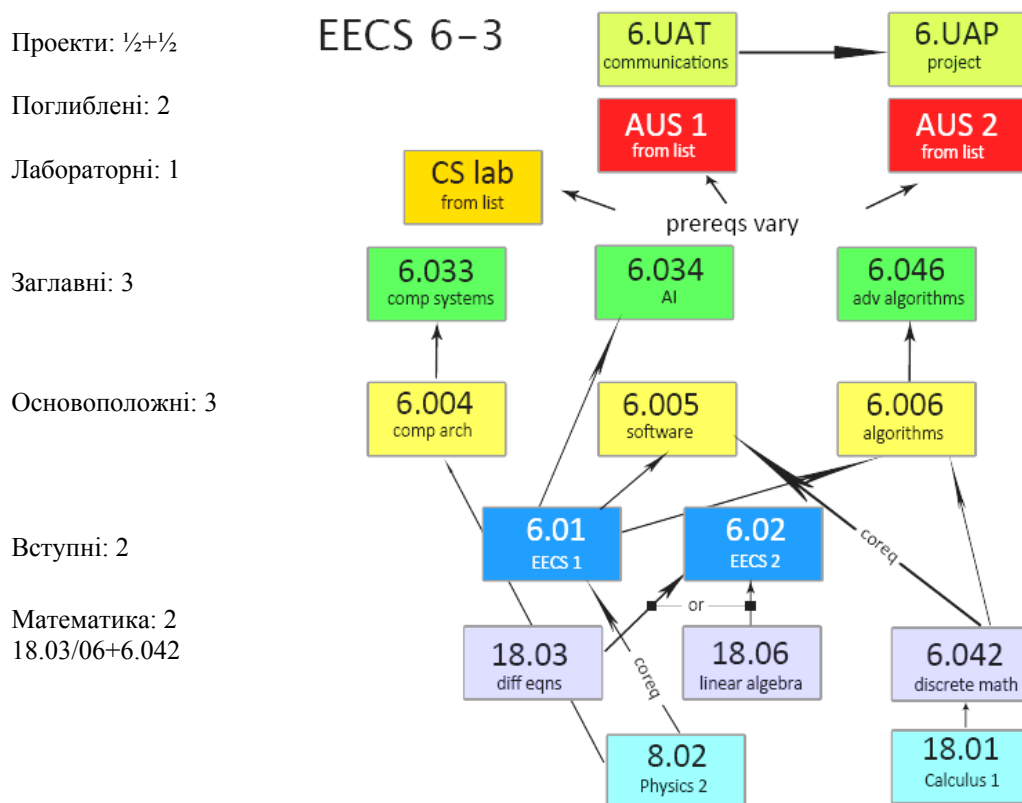 EECS 6-3
Проекти: ½+½
6.UAT
communications
6.UAP
project
Поглиблені: 2
AUS 1
from list
AUS 2
from list
Лабораторні: 1
CS lab
from list
prereqs vary
Заглавні: 3
6.033
comp systems
6.034
AI
6.046
adv algorithms
Основоположні: 3
6.004
comp arch
6.005
software
6.006
algorithms
coreq
Вступні: 2
6.01
EECS 1
6.02
EECS 2
or
Математика: 2
18.03/06+6.042
18.03
diff eqns
coreq
18.06
linear algebra
6.042
discrete math
8.02
Physics 2
18.01
Calculus 1